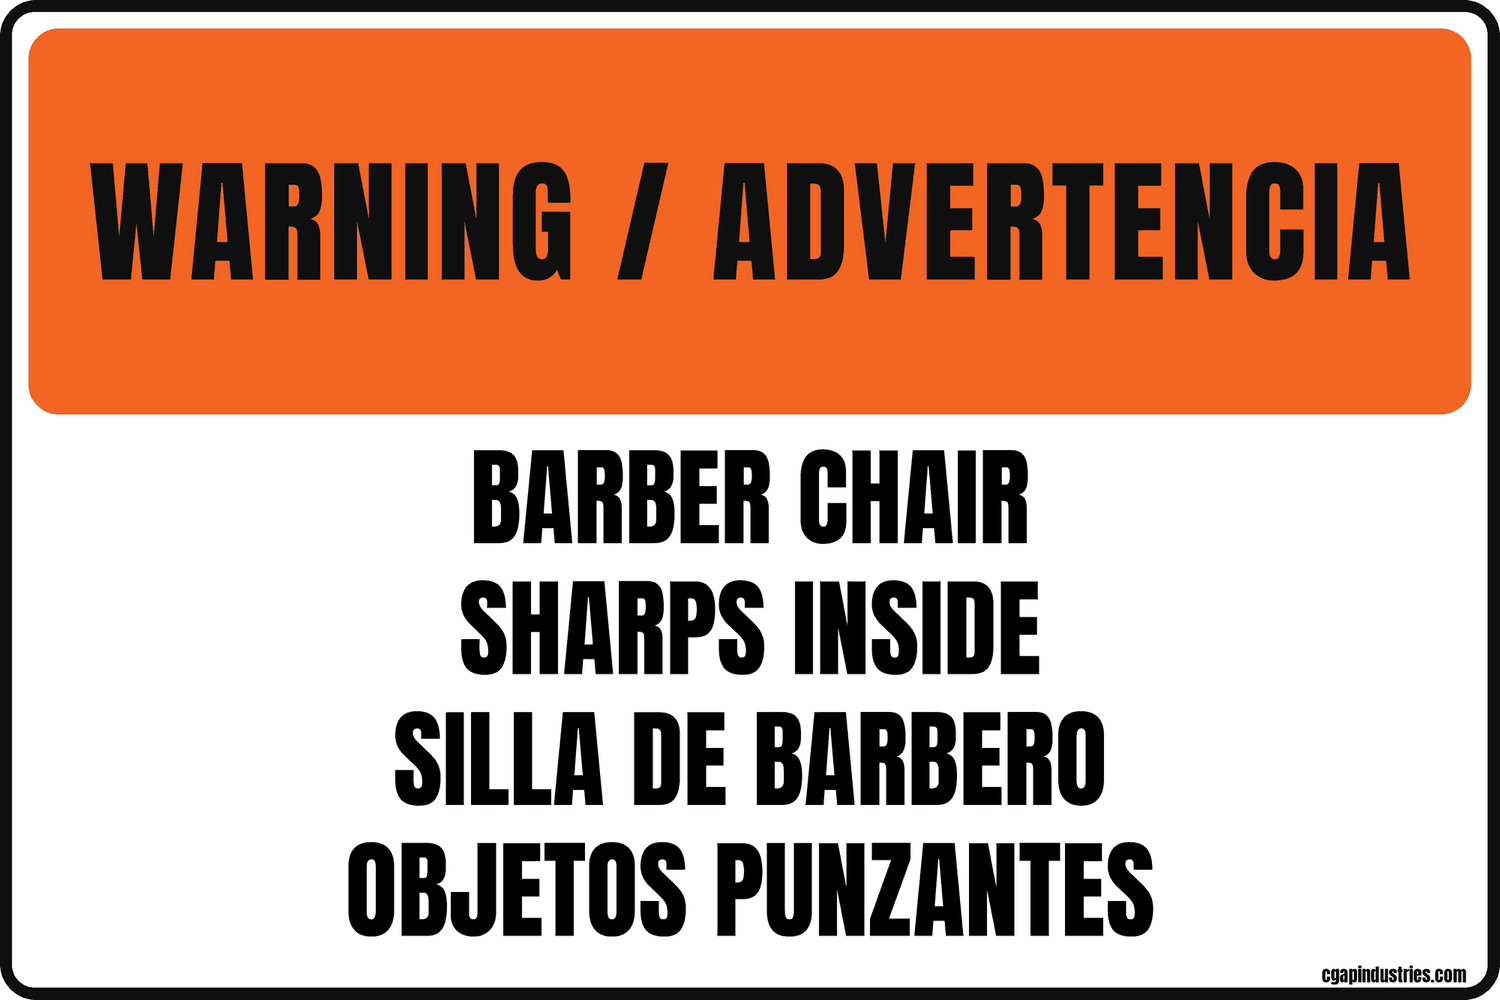 WARNING / ADVERTENCIA
BARBER CHAIR
SHARPS INSIDE
SILLA DE BARBERO
OBJETOS PUNZANTES
cgapindustries.com